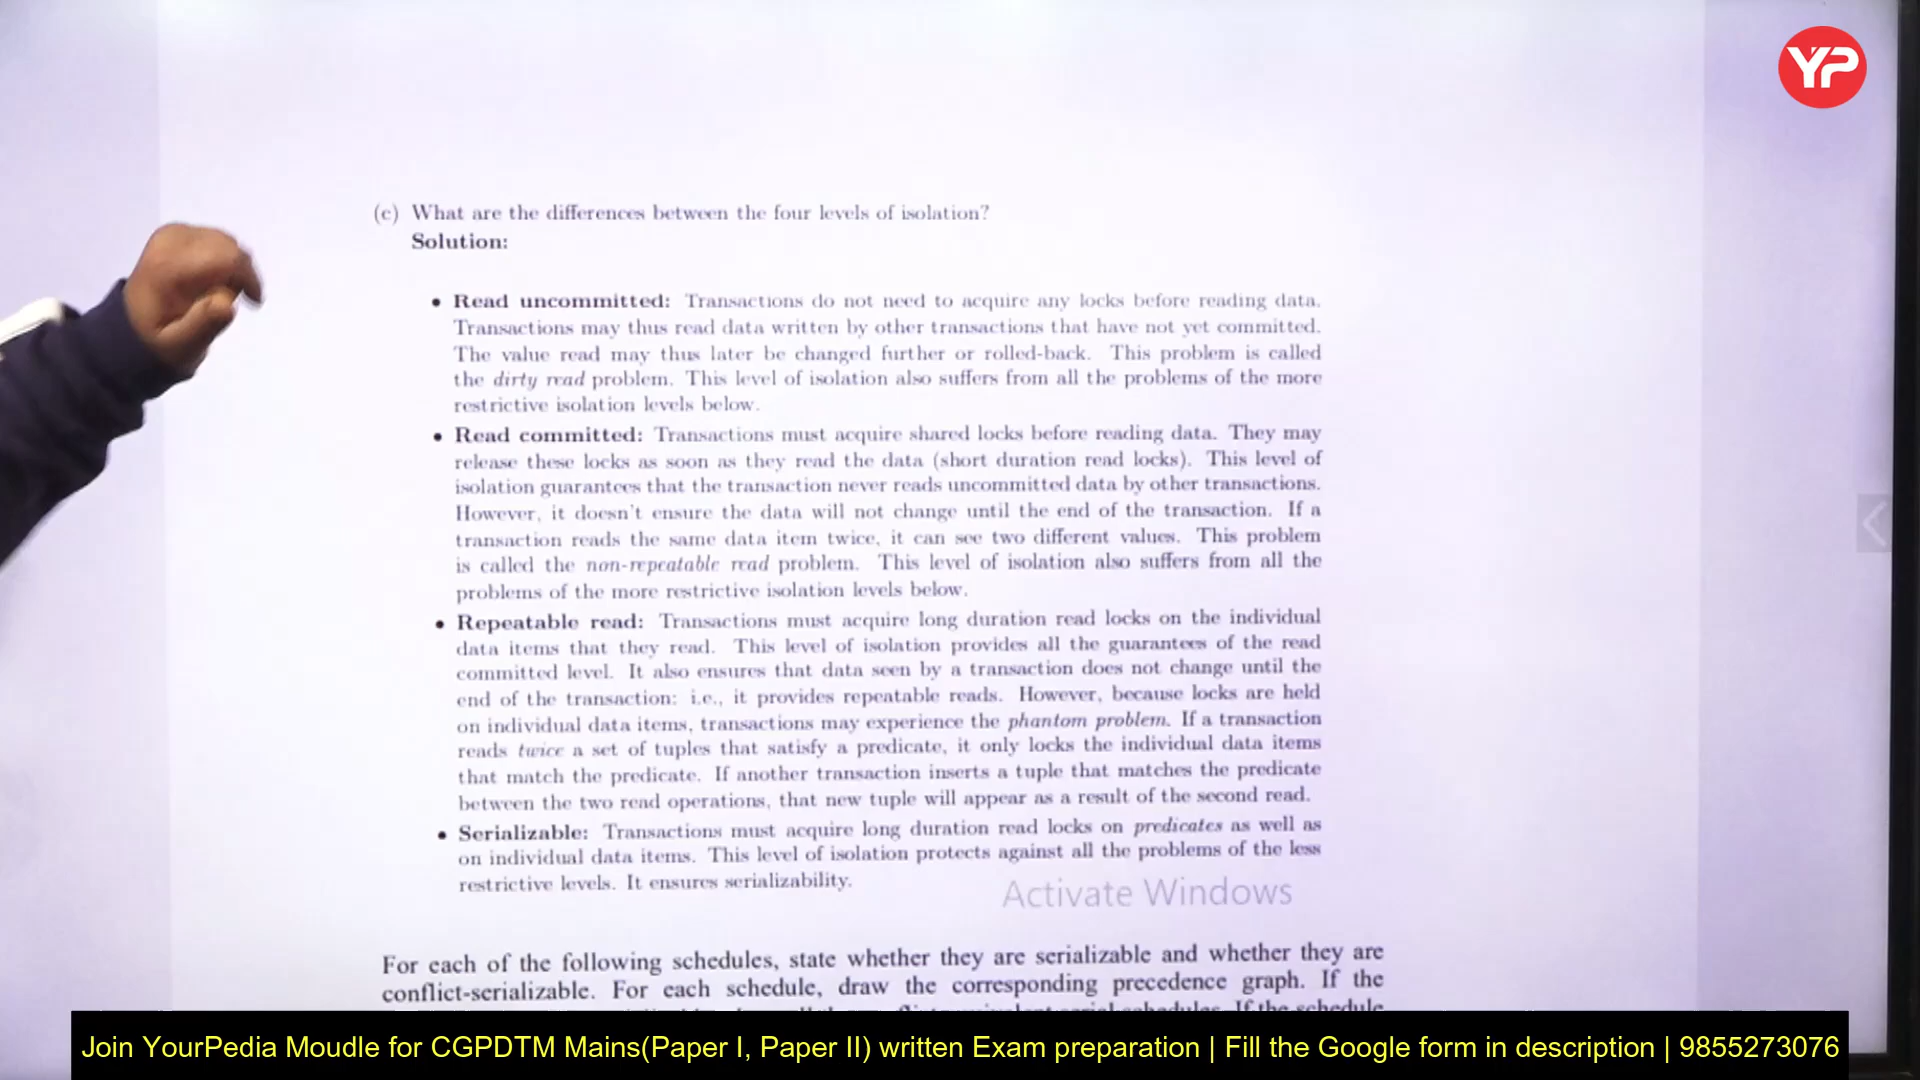 YP
(c) What are the differences between the four levels of isolation?
Solution:
• Read uncommitted: Transactions do not need to acquire any locks before reading data.
Transactions may thus read data written by other transactions that have not yet committed.
The value read may thus later be changed further or rolled-back. This problem is called
the dirty read problem. This level of isolation also suffers from all the problems of the more
restrictive isolation levels below.
• Read committed: Transactions must acquire shared locks before reading data. They may
release these locks as soon as they read the data (short duration read locks). This level of
isolation guarantees that the transaction never reads uncommitted data by other transactions.
However, it doesn't ensure the data will not change until the end of the transaction. If a
transaction reads the same data item twice, it can see two different values. This problem
is called the non-repeatable read problem. This level of isolation also suffers from all the
problems of the more restrictive isolation levels below.
• Repeatable read: Transactions must acquire long duration read locks on the individual
data items that they read. This level of isolation provides all the guarantees of the read
committed level. It also ensures that data seen by a transaction does not change until the
end of the transaction: i.e., it provides repeatable reads. However, because locks are held
on individual data items, transactions may experience the phantom problem. If a transaction
reads twice a set of tuples that satisfy a predicate, it only locks the individual data items
that match the predicate. If another transaction inserts a tuple that matches the predicate
between the two read operations, that new tuple will appear as a result of the second read.
• Serializable: Transactions must acquire long duration read locks on predicates as well as
on individual data items. This level of isolation protects against all the problems of the less
restrictive levels. It ensures serializability.
Activate Windows
For each of the following schedules, state whether they are serializable and whether they are
conflict-serializable. For each schedule, draw the corresponding precedence graph. If the
serial schedules. If the schedule
Join YourPedia Moudle for CGPDTM Mains(Paper I, Paper II) written Exam preparation | Fill the Google form in description | 9855273076